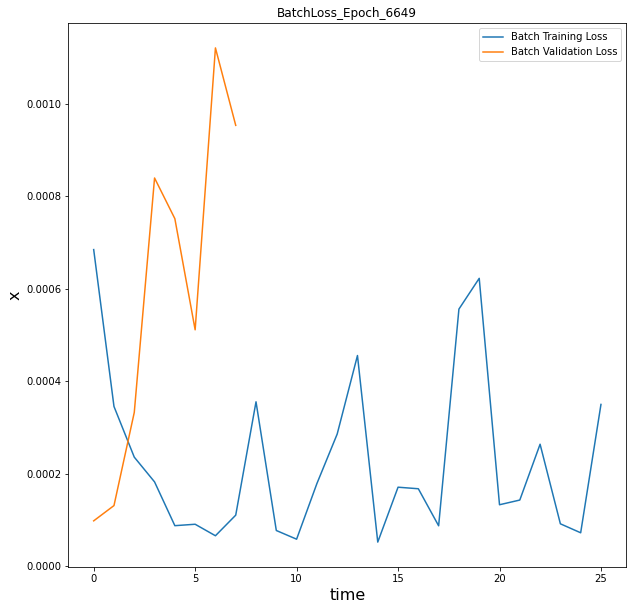 BatchLoss_Epoch_6649
Batch Training Loss
Batch Validation Loss
x
0.0010
0.0008
0.0006
0.0004
0.0002
0.0000
0 5 10 15 20 25
time